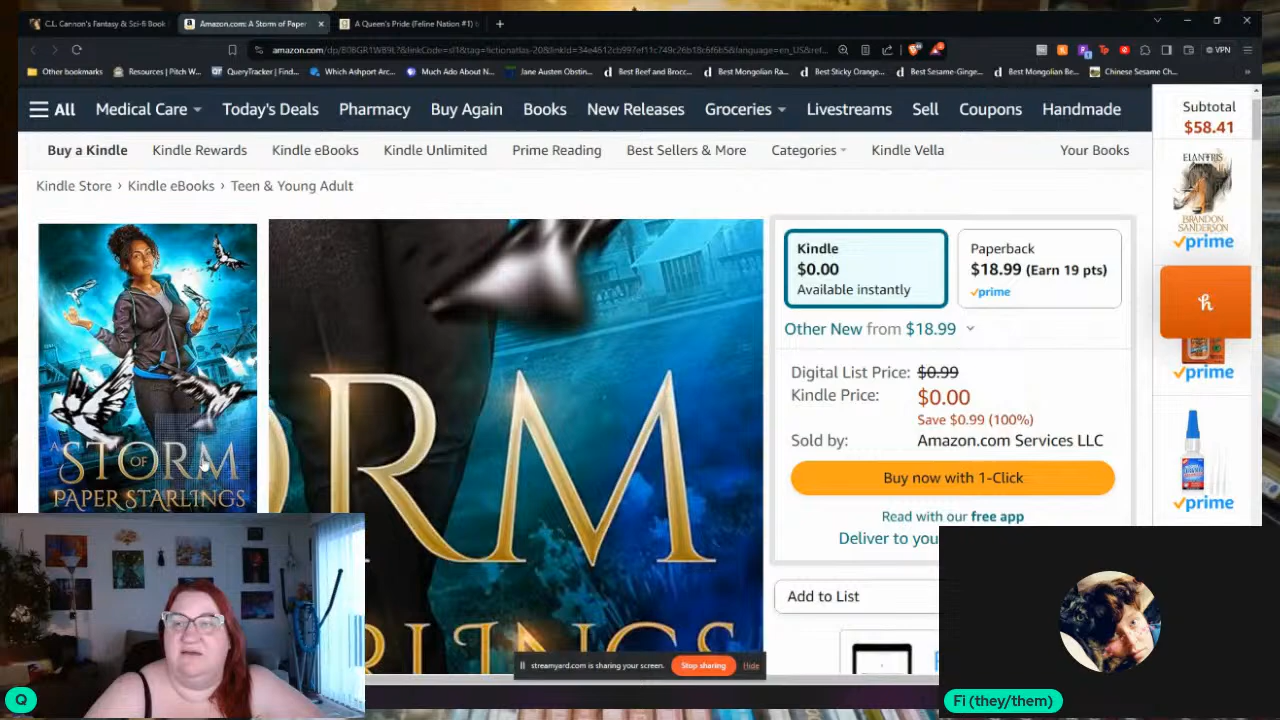 C.L. Cannon's Fantasy & Sci-fi Book
Amazon.com: A Storm of Paper
A Queen's Pride (Feline Nation #1)
VPN
Other bookmarks
Resources | Pitch W...
QueryTracker | Find...
Which Ashport Arc...
Much Ado About N...
Jane Austen Obstin...
Best Beef and Brocc...
Best Mongolian Ra...
Best Sticky Orange...
Best Sesame-Ginge...
Best Mongolian Be...
Chinese Sesame Ch...
All
Medical Care
Today's Deals
Pharmacy
Buy Again
Books
New Releases
Groceries
Livestreams
Sell
Coupons
Handmade
Subtotal
$58.41
Buy a Kindle
Kindle Rewards
Kindle eBooks
Kindle Unlimited
Prime Reading
Best Sellers & More
Categories
Kindle Vella
Your Books
Kindle Store › Kindle eBooks › Teen & Young Adult
A STORM
OF
PAPER STARLINGS
ORM
RLINGS
Kindle
$0.00
Available instantly
Paperback
$18.99 (Earn 19 pts)
prime
Other New from $18.99
Digital List Price: $0.99
Kindle Price: $0.00
Save $0.99 (100%)
Sold by: Amazon.com Services LLC
Buy now with 1-Click
Read with our free app
Deliver to you
Add to List
ELANTRIS
BRANDON
SANDERSON
prime
h
prime
prime
streamyard.com is sharing your screen.
Stop sharing
Hide
Q
Fi (they/them)